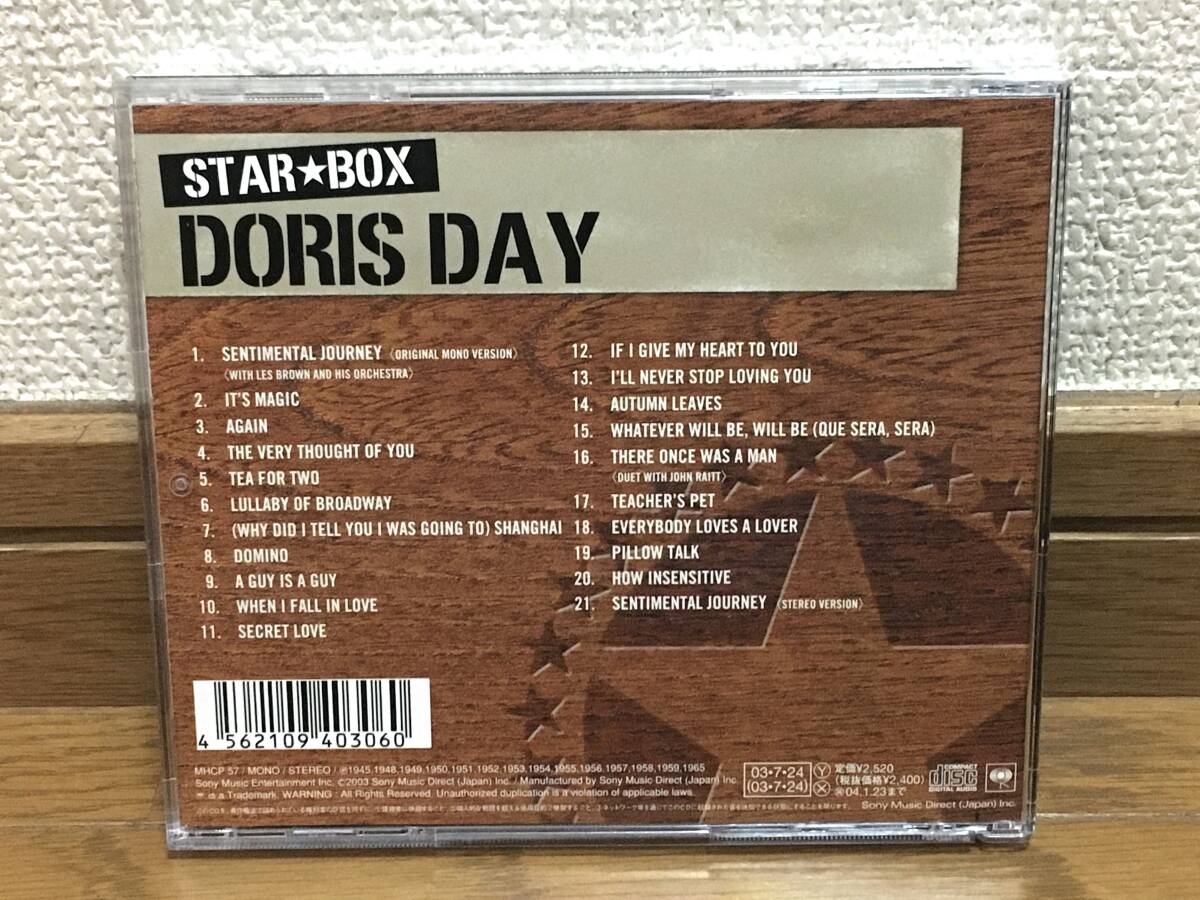 STAR★BOX
DORIS DAY
1. SENTIMENTAL JOURNEY〈ORIGINAL MONO VERSION〉
〈WITH LES BROWN AND HIS ORCHESTRA〉
2. IT'S MAGIC
3. AGAIN
4. THE VERY THOUGHT OF YOU
5. TEA FOR TWO
6. LULLABY OF BROADWAY
7. (WHY DID I TELL YOU I WAS GOING TO) SHANGHAI
8. DOMINO
9. A GUY IS A GUY
10. WHEN I FALL IN LOVE
11. SECRET LOVE
12. IF I GIVE MY HEART TO YOU
13. I'LL NEVER STOP LOVING YOU
14. AUTUMN LEAVES
15. WHATEVER WILL BE, WILL BE (QUE SERA, SERA)
16. THERE ONCE WAS A MAN
〈DUET WITH JOHN RAITT〉
17. TEACHER'S PET
18. EVERYBODY LOVES A LOVER
19. PILLOW TALK
20. HOW INSENSITIVE
21. SENTIMENTAL JOURNEY〈STEREO VERSION〉
4 562109 403060
MHCP 57 / MONO / STEREO / ℗1945,1948,1949,1950,1951,1952,1953,1954,1955,1956,1957,1958,1959,1965
Sony Music Entertainment Inc. ©2003 Sony Music Direct (Japan) Inc. / Manufactured by Sony Music Direct (Japan) Inc.
is a Trademark. WARNING : All Rights Reserved. Unauthorized duplication is a violation of applicable laws.
03・7・24
(03・7・24)
Ⓨ 定価¥2,520
(税抜価格¥2,400)
04.1.23まで
COMPACT
disc
DIGITAL AUDIO
Sony Music Direct (Japan) Inc.